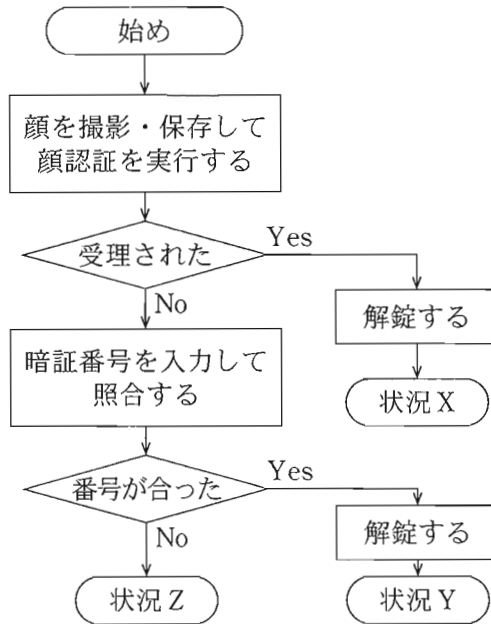 始め
顔を撮影・保存して
顔認証を実行する
受理された
Yes
No
解錠する
状況X
暗証番号を入力して
照合する
番号が合った
Yes
No
解錠する
状況Z
状況Y